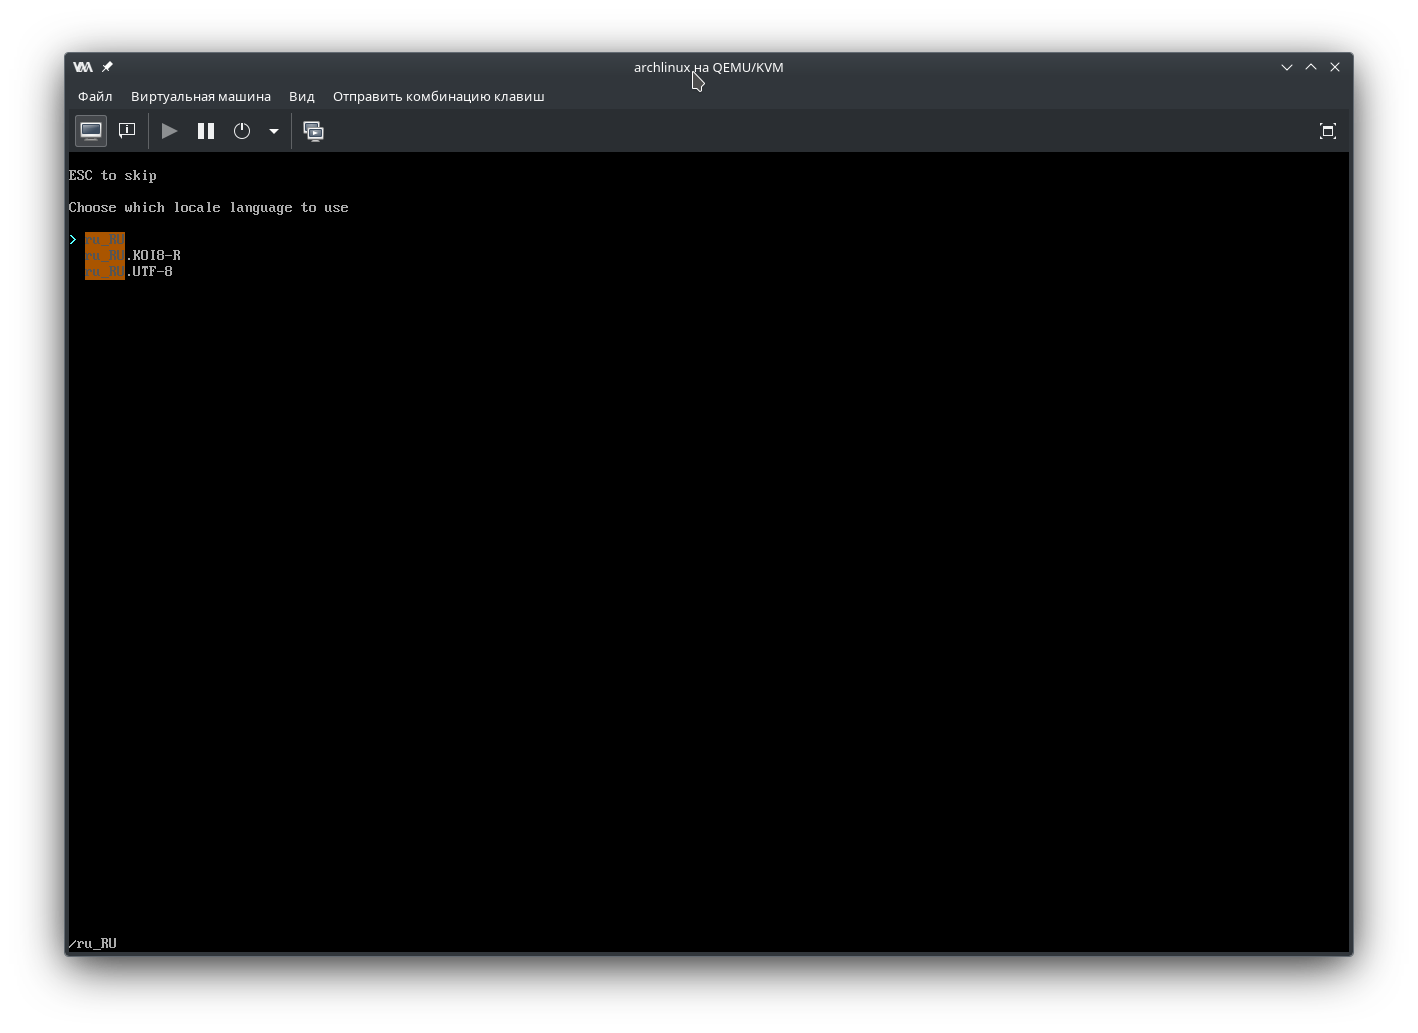 archlinux на QEMU/KVM
Файл Виртуальная машина Вид Отправить комбинацию клавиш
ESC to skip
Choose which locale language to use
> ru_RU
ru_RU.KOI8-R
ru_RU.UTF-8
/ru_RU